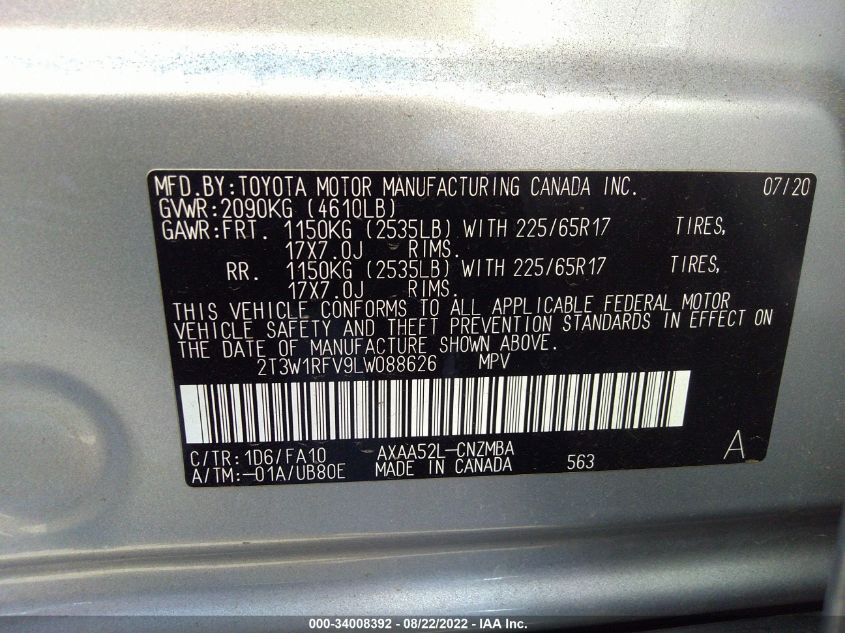 MFD.BY:TOYOTA MOTOR MANUFACTURING CANADA INC. 07/20
GVWR:2090KG (4610LB)
GAWR:FRT. 1150KG (2535LB) WITH 225/65R17 TIRES,
17X7.0J RIMS.
RR. 1150KG (2535LB) WITH 225/65R17 TIRES,
17X7.0J RIMS.
THIS VEHICLE CONFORMS TO ALL APPLICABLE FEDERAL MOTOR
VEHICLE SAFETY AND THEFT PREVENTION STANDARDS IN EFFECT ON
THE DATE OF MANUFACTURE SHOWN ABOVE.
2T3W1RFV9LW088626 MPV
C/TR:1D6/FA10 AXAA52L-CNZMBA
A/TM:-01A/UB80E MADE IN CANADA 563 A
000-34008392 - 08/22/2022 - IAA Inc.